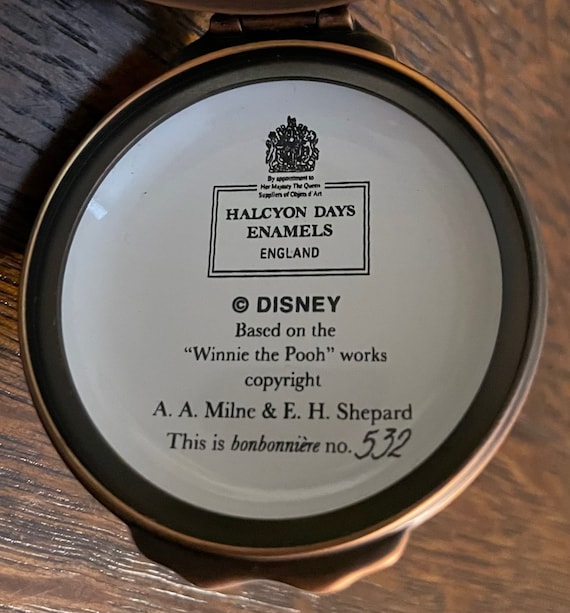 By appointment to
Her Majesty The Queen
Suppliers of Objets d'Art
HALCYON DAYS
ENAMELS
ENGLAND
© DISNEY
Based on the
“Winnie the Pooh” works
copyright
A. A. Milne & E. H. Shepard
This is bonbonnière no. 532